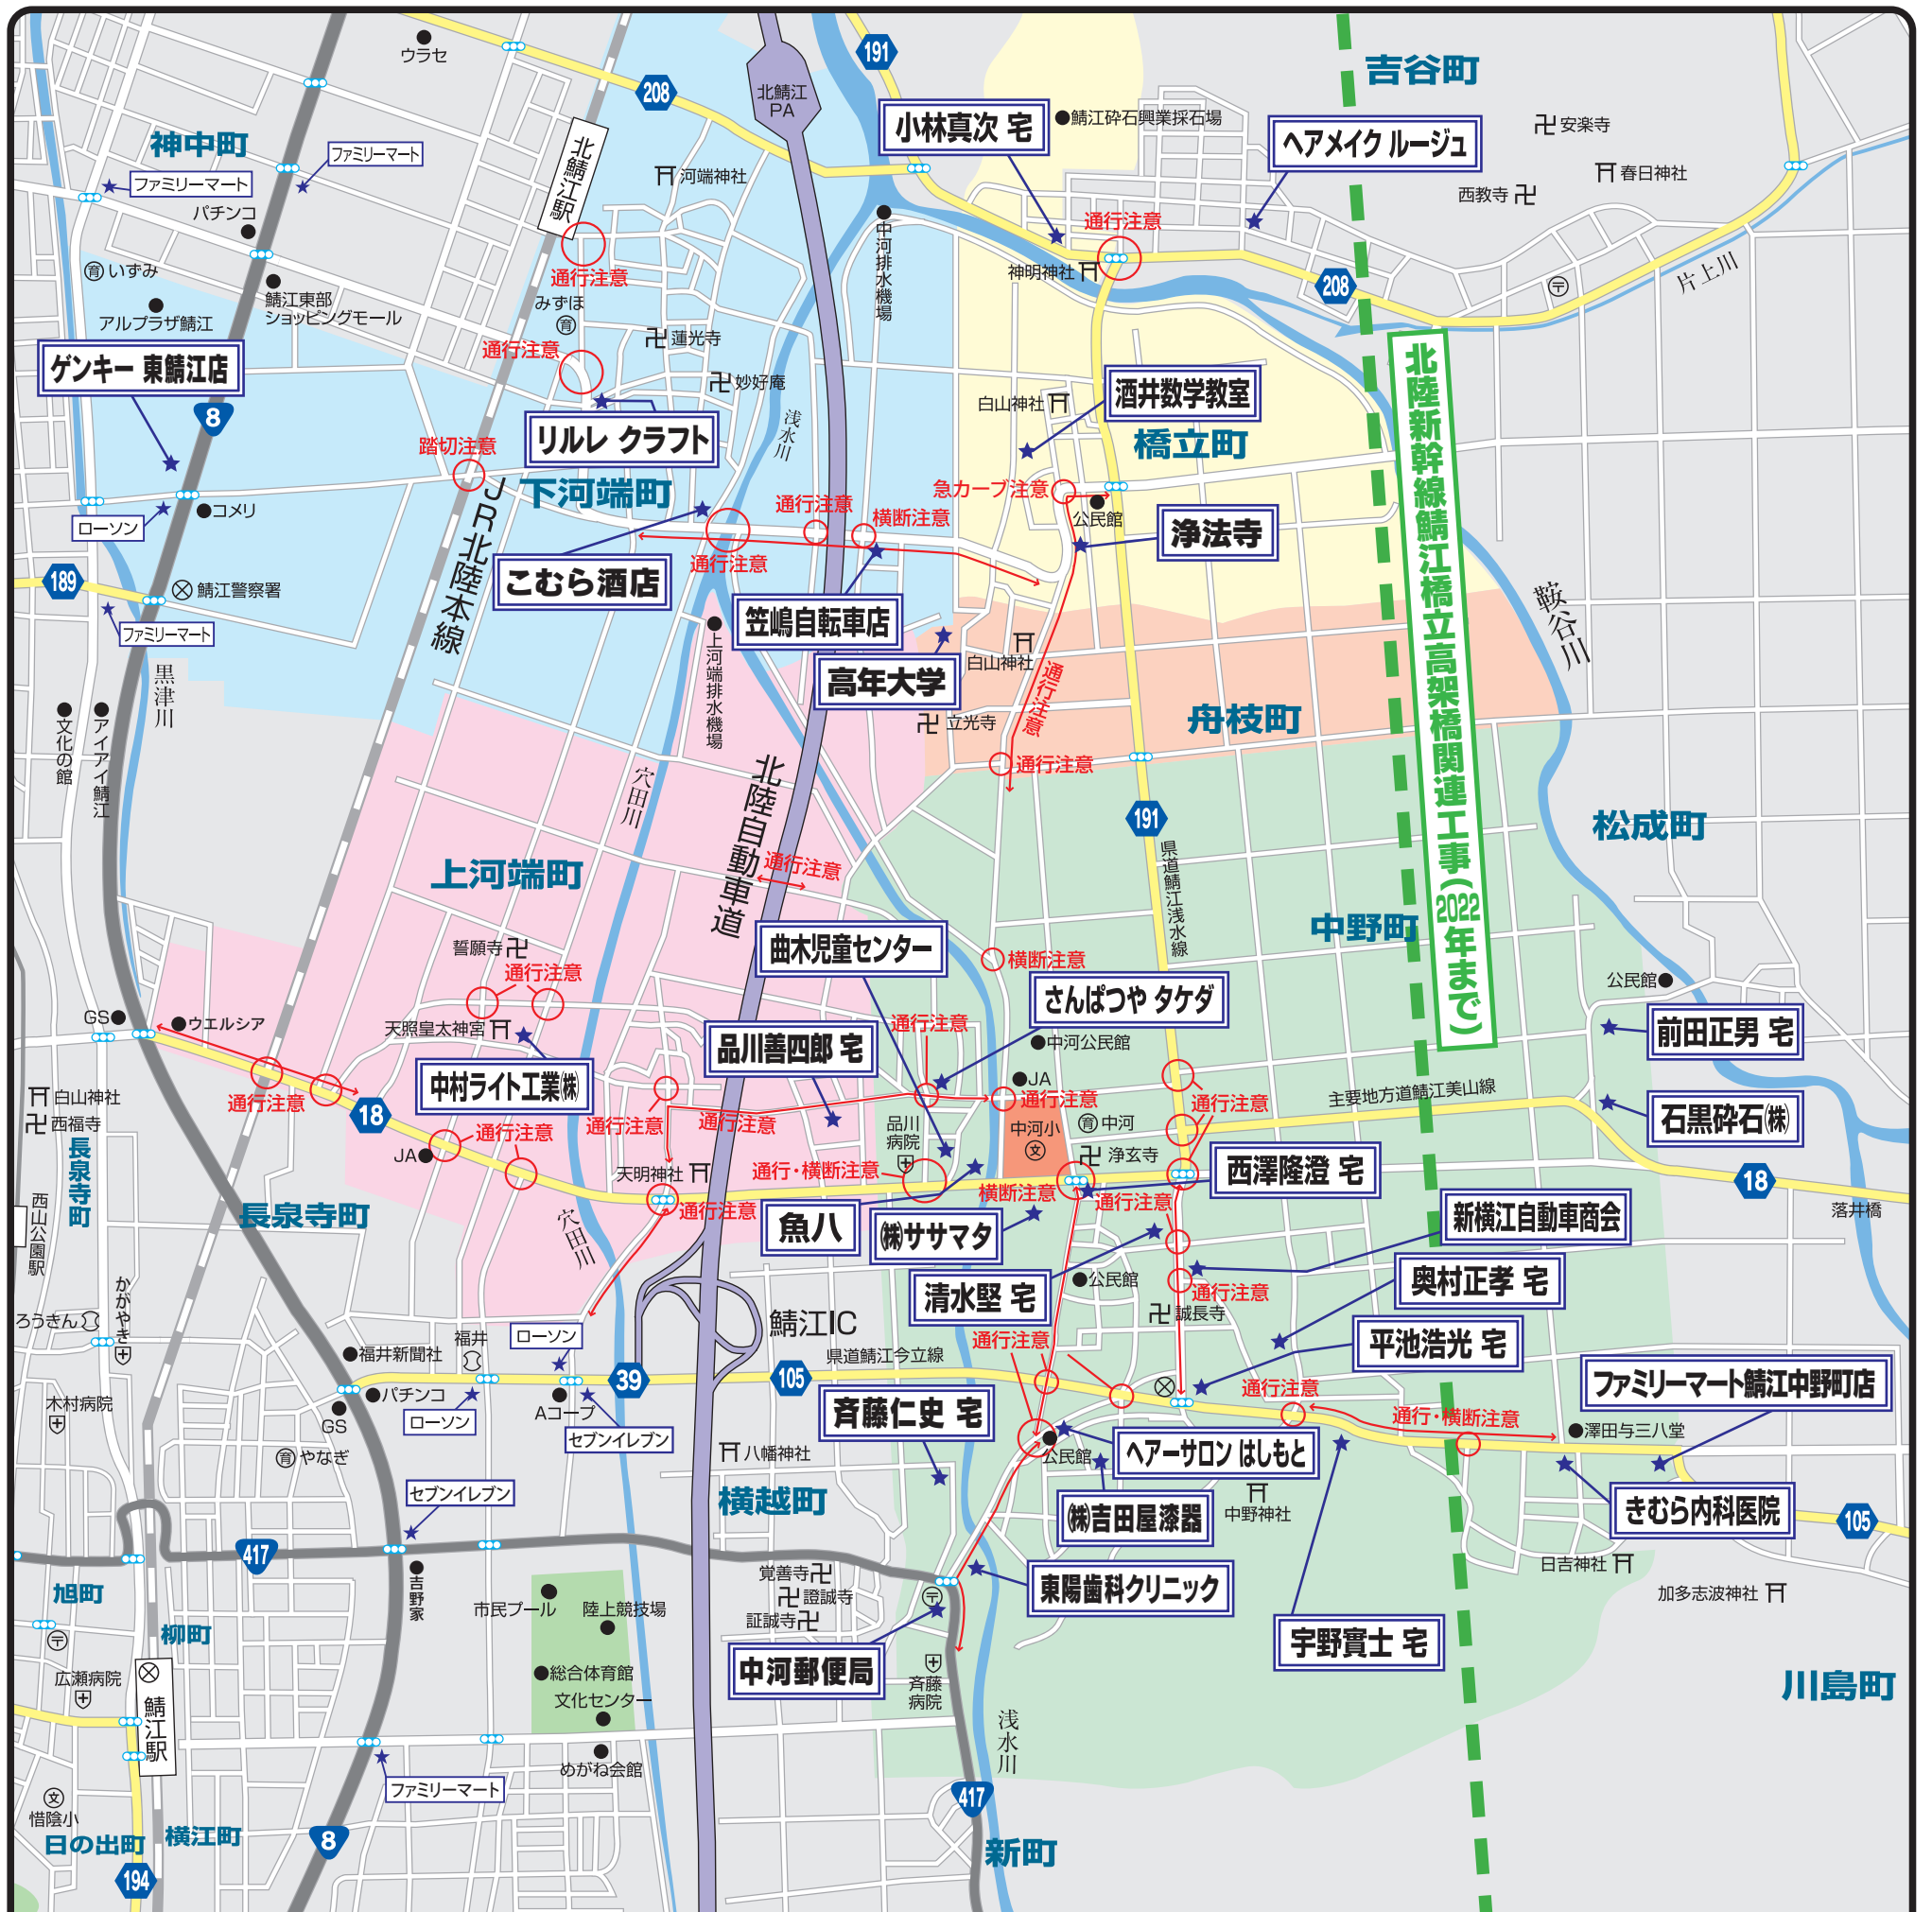 ウラセ
191
吉谷町
北鯖江
PA
208
神中町
小林真次 宅
鯖江砕石興業採石場
ヘアメイク ルージュ
安楽寺
ファミリーマート
北鯖江駅
河端神社
春日神社
ファミリーマート
西教寺
パチンコ
中河排水機場
通行注意
いずみ
通行注意
神明神社
208
片上川
鯖江東部
ショッピングモール
みずほ
アルプラザ鯖江
蓮光寺
通行注意
ゲンキー 東鯖江店
妙好庵
白山神社
酒井数学教室
北陸新幹線鯖江橋立高架橋関連工事(2022年まで)
8
リルレ クラフト
浅水川
橋立町
踏切注意
下河端町
急カーブ注意
通行注意
横断注意
公民館
浄法寺
コメリ
ローソン
JR北陸本線
通行注意
こむら酒店
189
鯖江警察署
笠嶋自転車店
鞍谷川
ファミリーマート
上河端排水機場
白山神社
高年大学
黒津川
通行注意
舟枝町
立光寺
文化の館
アイアイ鯖江
通行注意
穴田川
北陸自動車道
191
松成町
県道鯖江浅水線
上河端町
通行注意
中野町
曲木児童センター
誓願寺
横断注意
通行注意
公民館
さんぱつや タケダ
GS
ウエルシア
天照皇太神宮
通行注意
品川善四郎 宅
中河公民館
前田正男 宅
中村ライト工業㈱
JA
白山神社
通行注意
18
通行注意
主要地方道鯖江美山線
西福寺
通行注意
通行注意
通行注意
品川
病院
中河小
文
中河
通行注意
石黒砕石㈱
長泉寺町
JA
天明神社
通行・横断注意
浄玄寺
西澤隆澄 宅
18
西山公園駅
長泉寺町
穴田川
通行注意
横断注意
通行注意
落井橋
魚八
㈱ササマタ
新横江自動車商会
清水堅 宅
公民館
奥村正孝 宅
かがやき
通行注意
ろうきん
誠長寺
鯖江IC
福井
ローソン
通行注意
平池浩光 宅
福井新聞社
県道鯖江今立線
39
105
ファミリーマート鯖江中野町店
パチンコ
木村病院
GS
ローソン
Aコープ
斉藤仁史 宅
通行注意
通行・横断注意
澤田与三八堂
セブンイレブン
やなぎ
八幡神社
公民館
ヘアーサロン はしもと
セブンイレブン
横越町
㈱吉田屋漆器
中野神社
きむら内科医院
105
417
覚善寺
日吉神社
旭町
吉野家
證誠寺
東陽歯科クリニック
加多志波神社
市民プール
陸上競技場
証誠寺
柳町
宇野實士 宅
中河郵便局
広瀬病院
総合体育館
斉藤
病院
川島町
鯖江駅
文化センター
浅水川
めがね会館
ファミリーマート
文
惜陰小
417
日の出町
横江町
8
新町
194